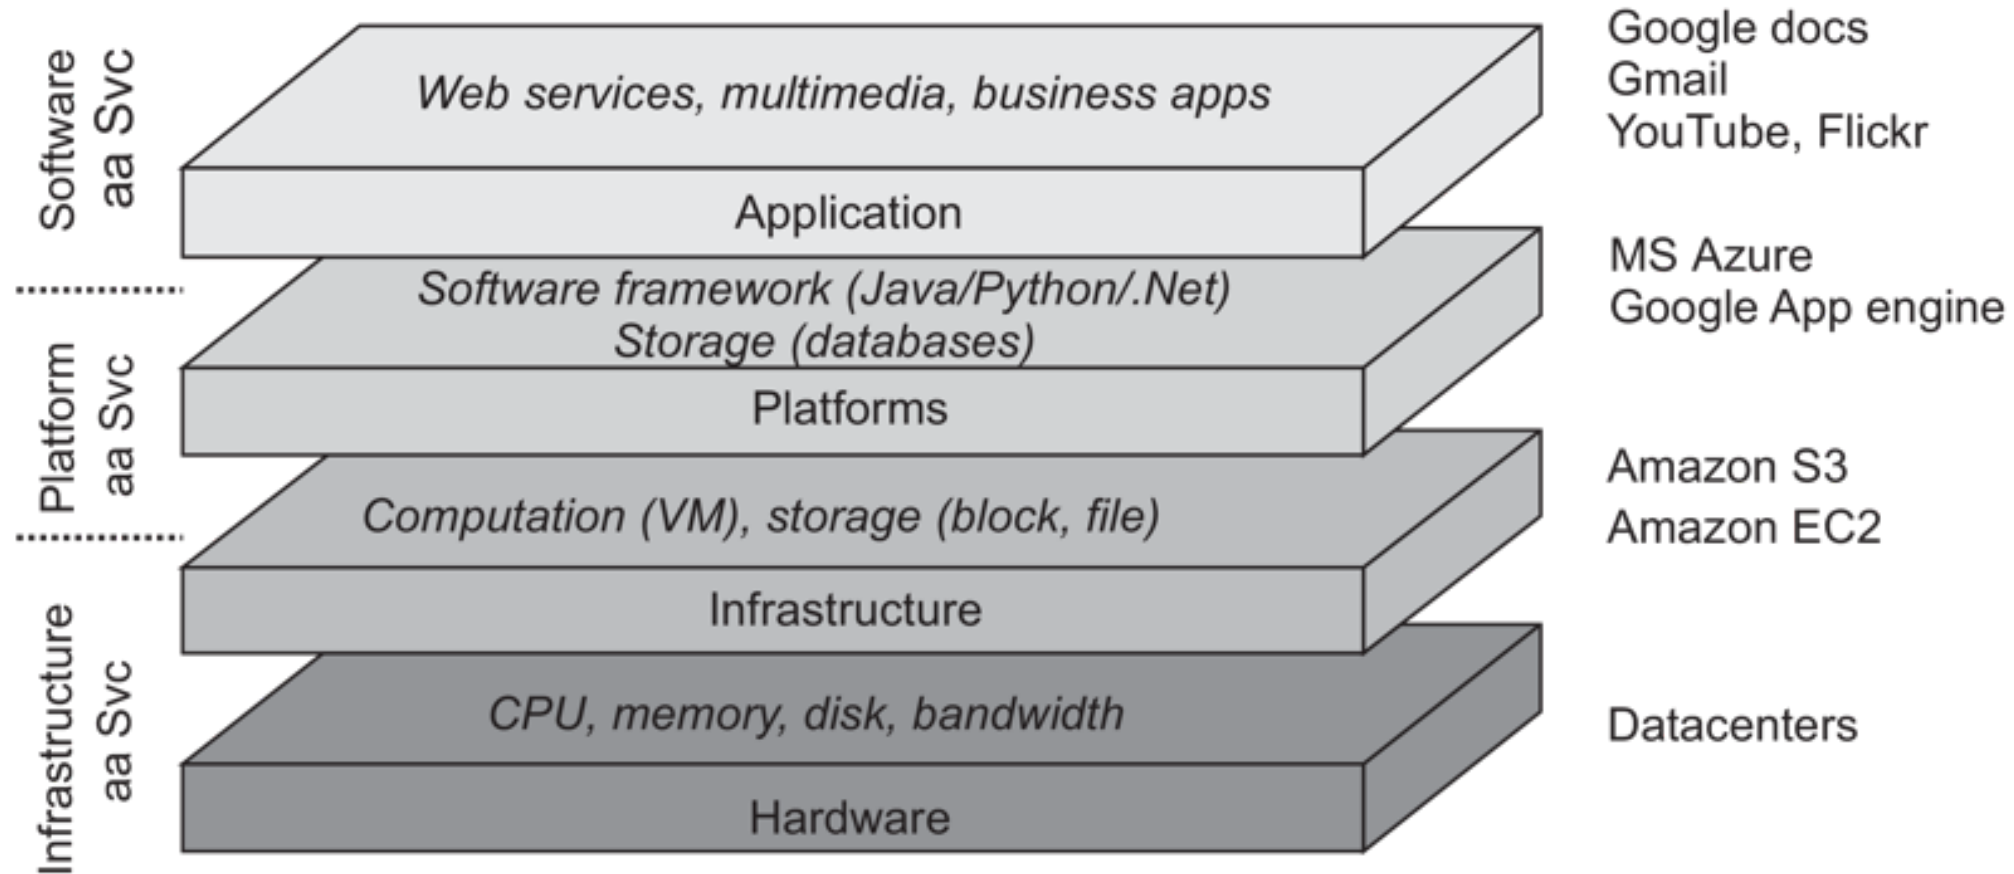 Software
aa Svc
Web services, multimedia, business apps
Application
Google docs
Gmail
YouTube, Flickr
Platform
aa Svc
Software framework (Java/Python/.Net)
Storage (databases)
Platforms
MS Azure
Google App engine
Infrastructure
aa Svc
Computation (VM), storage (block, file)
Infrastructure
Amazon S3
Amazon EC2
CPU, memory, disk, bandwidth
Hardware
Datacenters